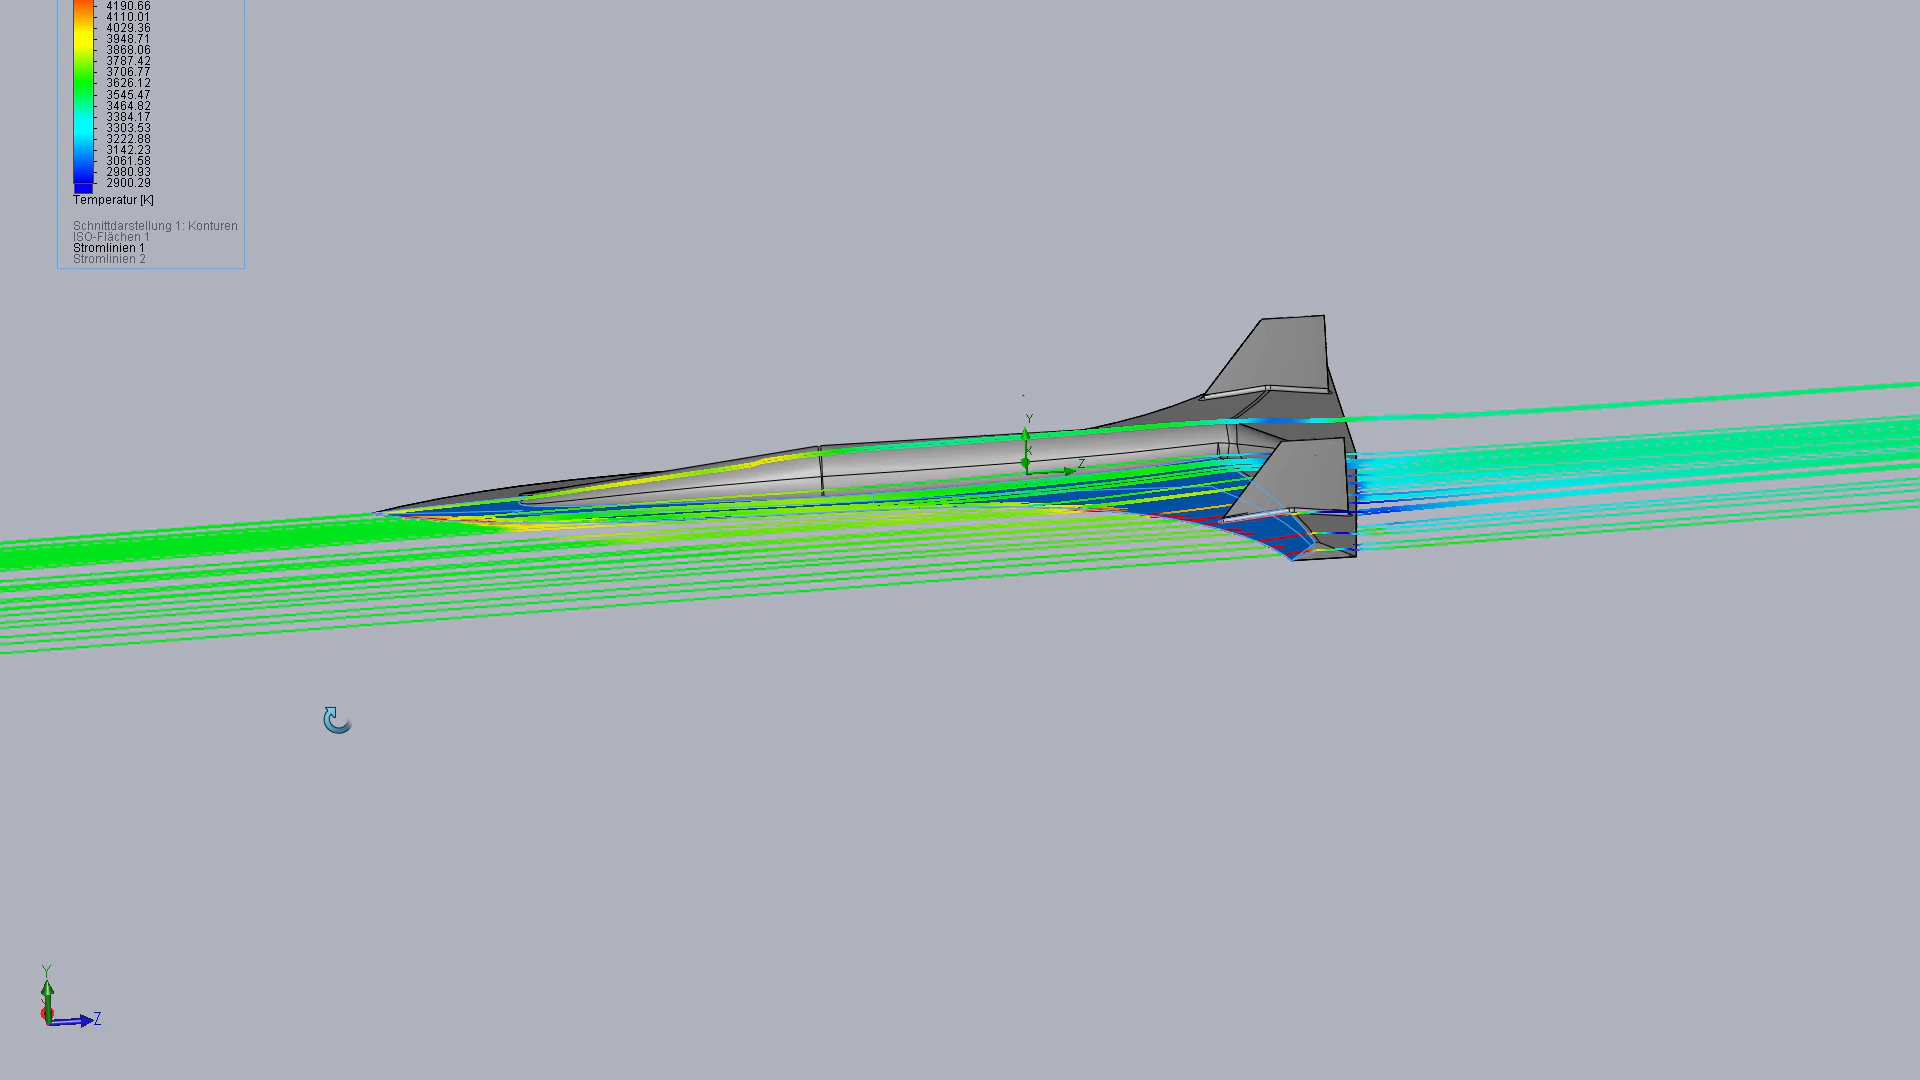 4190.66
4110.01
4029.36
3948.71
3868.06
3787.42
3706.77
3626.12
3545.47
3464.82
3384.17
3303.53
3222.88
3142.23
3061.58
2980.93
2900.29
Temperatur [K]
Schnittdarstellung 1: Konturen
ISO-Flächen 1
Stromlinien 1
Stromlinien 2
Y
X
Z
Y
Z